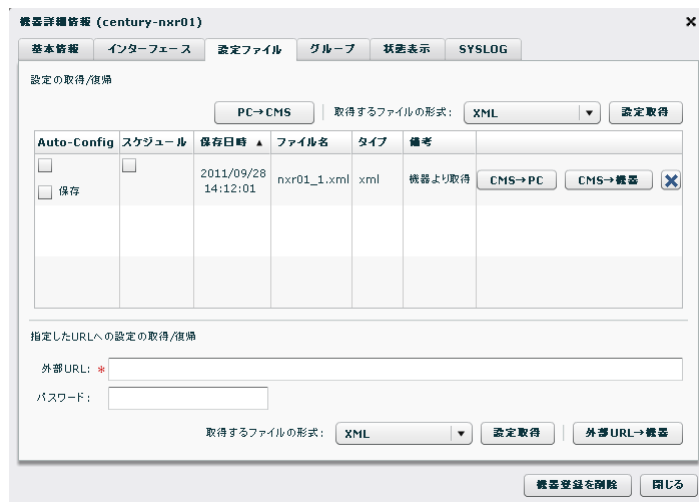 機器詳細情報 (century-nxr01)
基本情報 インターフェース 設定ファイル グループ 状態表示 SYSLOG
設定の取得/復帰
PC→CMS 取得するファイルの形式: XML 設定取得
Auto-Config スケジュール 保存日時 ▲ ファイル名 タイプ 備考
保存 2011/09/28 14:12:01 nxr01_1.xml xml 機器より取得 CMS→PC CMS→機器
指定したURLへの設定の取得/復帰
外部URL: *
パスワード:
取得するファイルの形式: XML 設定取得 外部URL→機器
機器登録を削除 閉じる